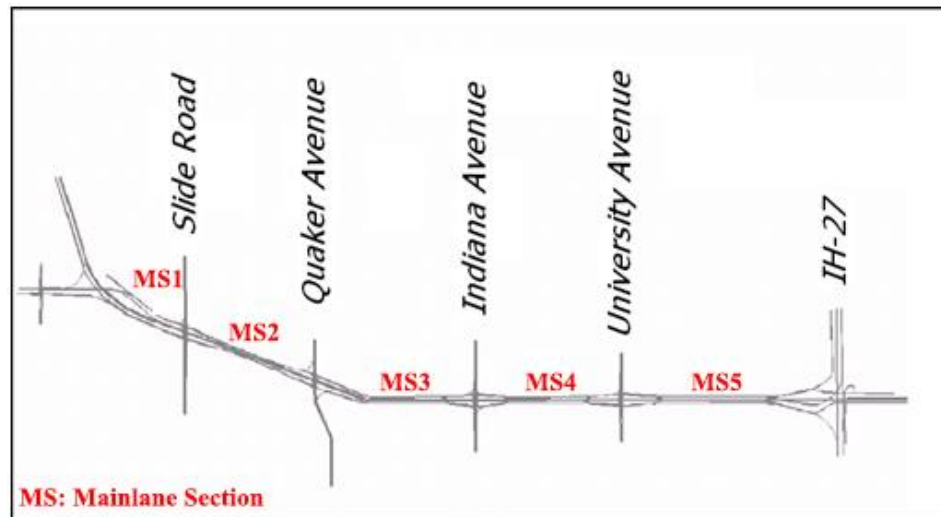 Slide Road
Quaker Avenue
Indiana Avenue
University Avenue
IH-27
MS1
MS2
MS3
MS4
MS5
MS: Mainlane Section